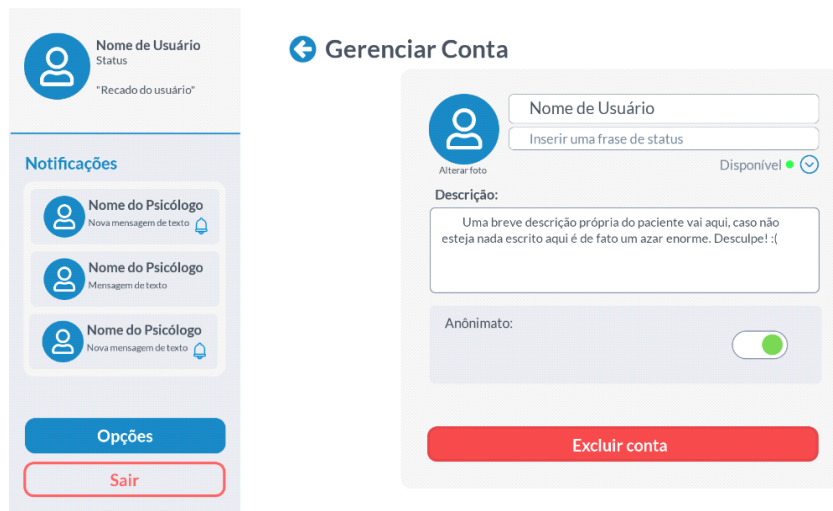 Nome de Usuário
Status
"Recado do usuário"
Notificações
Nome do Psicólogo
Nova mensagem de texto
Nome do Psicólogo
Mensagem de texto
Nome do Psicólogo
Nova mensagem de texto
Opções
Sair
Gerenciar Conta
Nome de Usuário
Inserir uma frase de status
Alterar foto
Disponível
Descrição:
Uma breve descrição própria do paciente vai aqui, caso não
esteja nada escrito aqui é de fato um azar enorme. Desculpe! :(
Anônimato:
Excluir conta